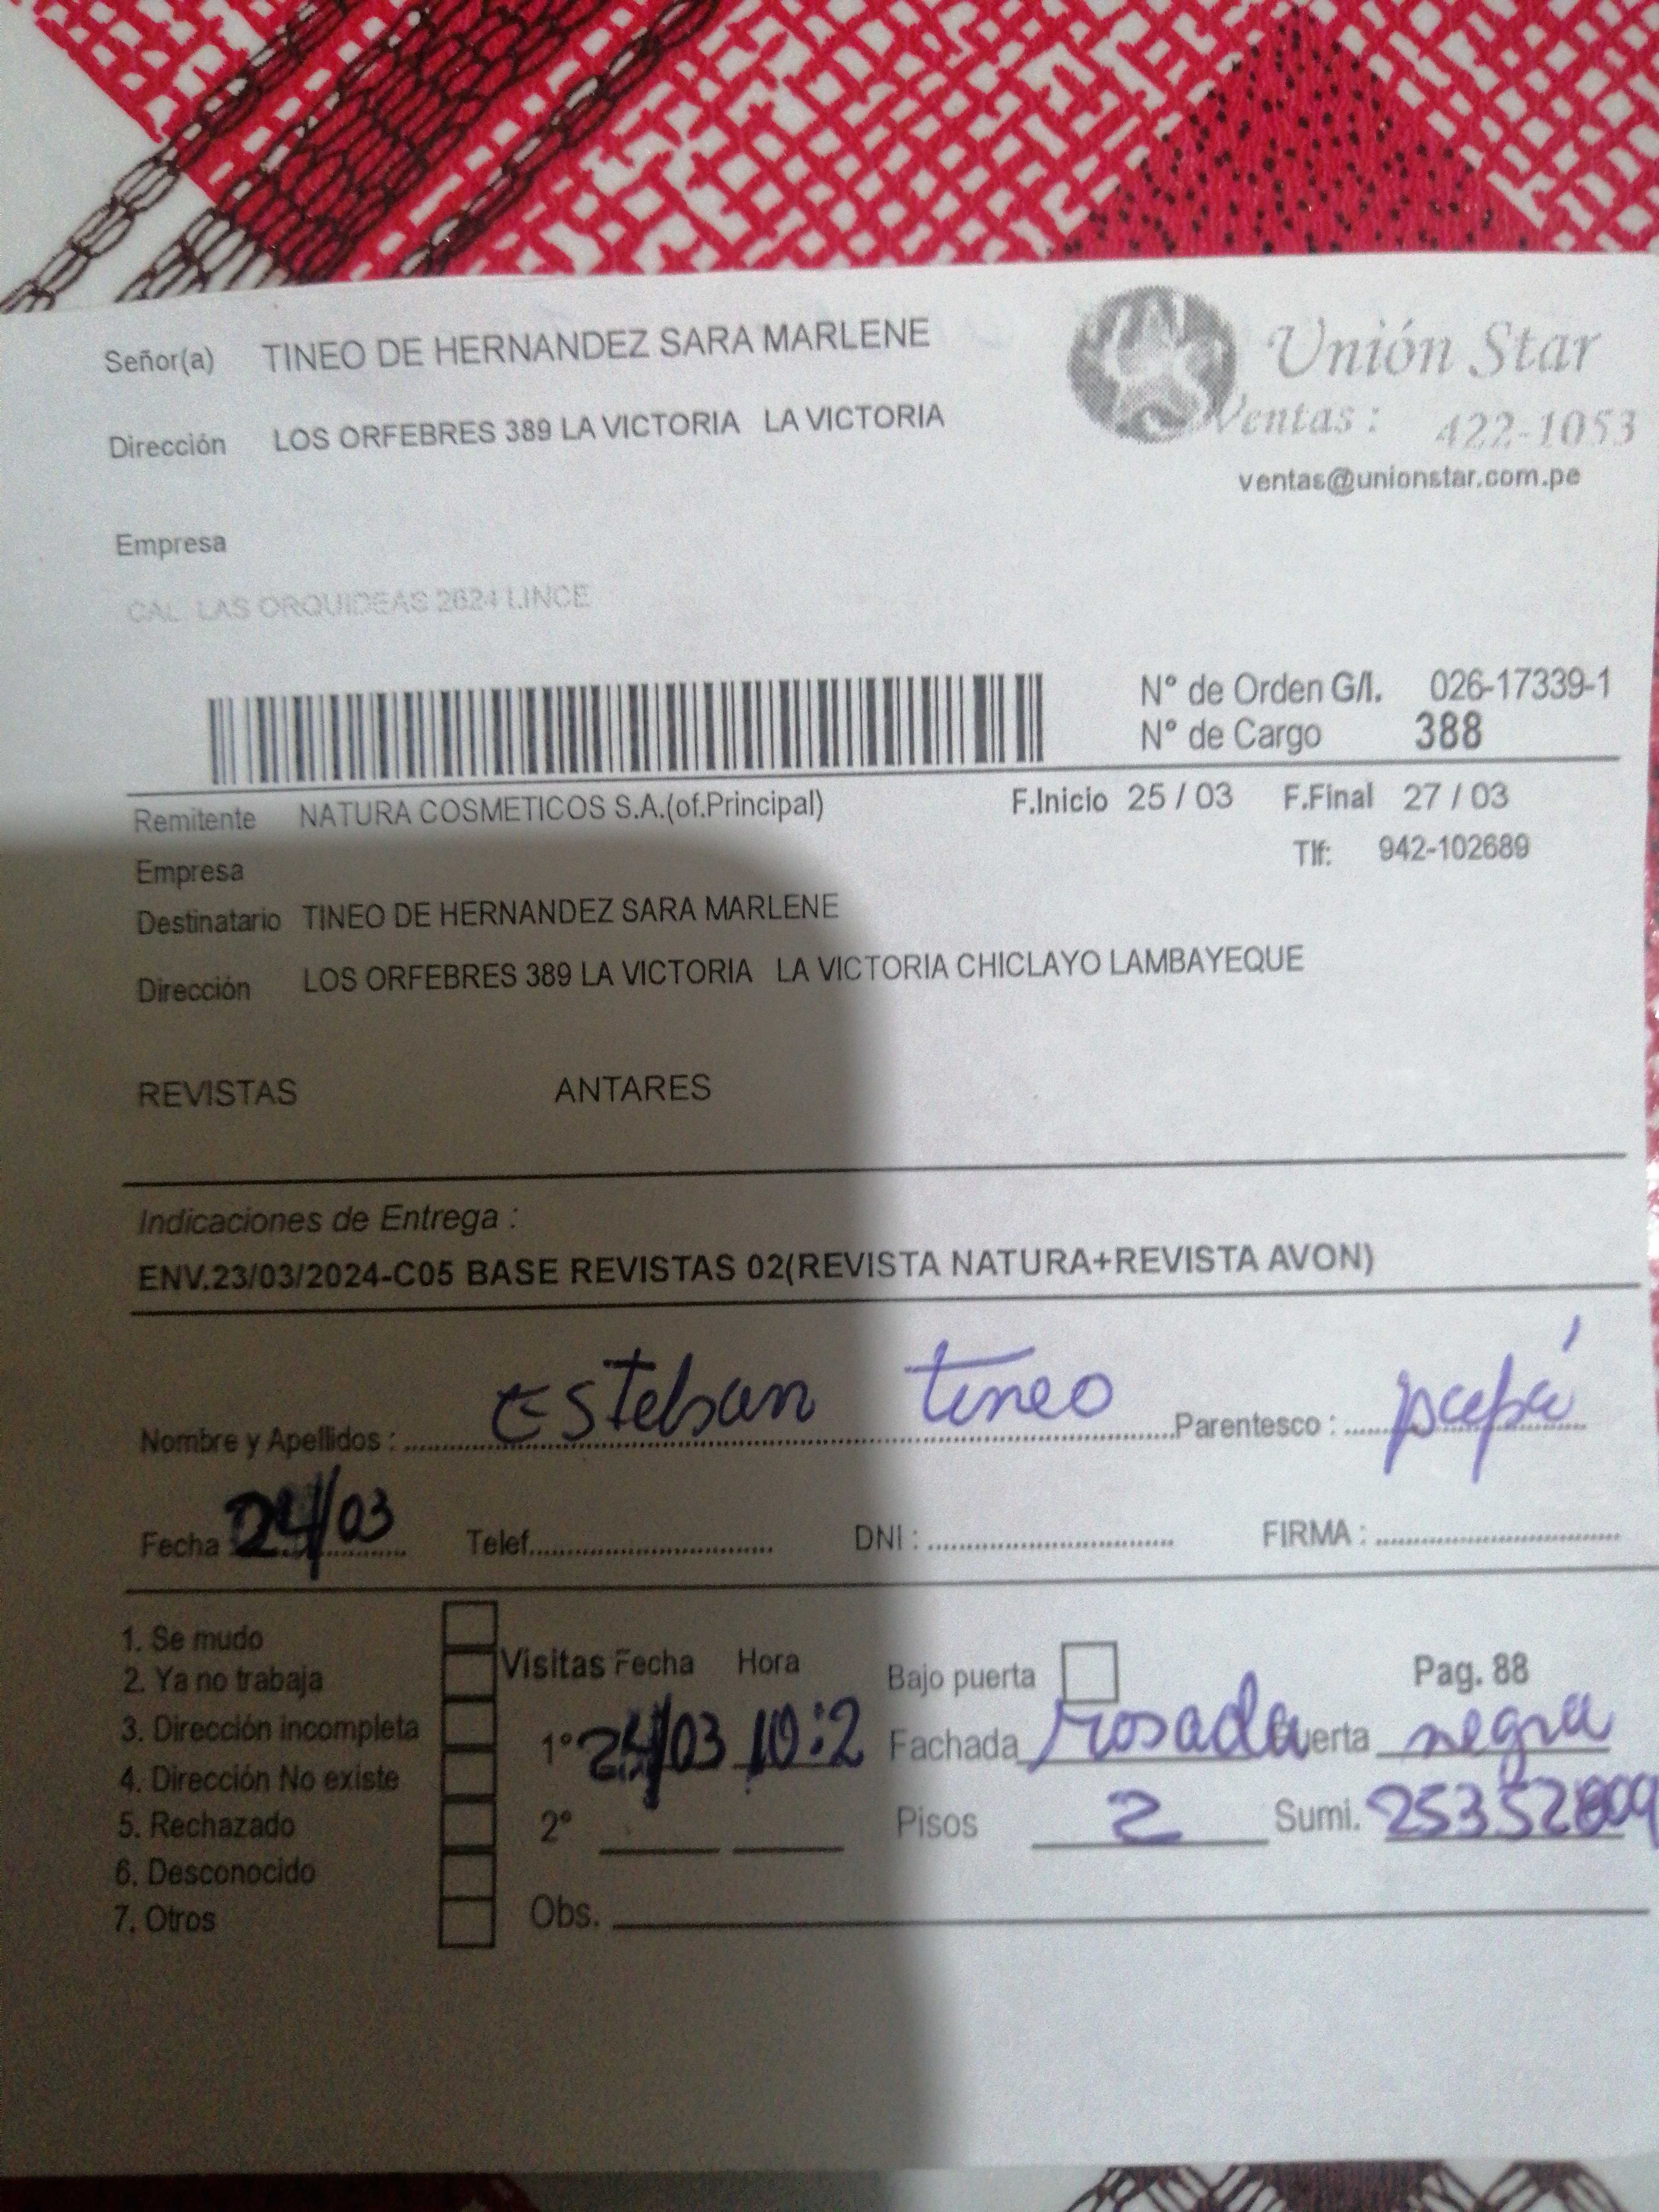 Señor(a) TINEO DE HERNANDEZ SARA MARLENE
Unión Star
Dirección LOS ORFEBRES 389 LA VICTORIA LA VICTORIA
Ventas : 422-1053
ventas@unionstar.com.pe
Empresa
CAL LAS ORQUIDEAS 2624 LINCE
N° de Orden G/I. 026-17339-1
N° de Cargo 388
Remitente NATURA COSMETICOS S.A.(of.Principal) F.Inicio 25 / 03 F.Final 27 / 03
Empresa Tlf: 942-102689
Destinatario TINEO DE HERNANDEZ SARA MARLENE
Dirección LOS ORFEBRES 389 LA VICTORIA LA VICTORIA CHICLAYO LAMBAYEQUE
REVISTAS ANTARES
Indicaciones de Entrega :
ENV.23/03/2024-C05 BASE REVISTAS 02(REVISTA NATURA+REVISTA AVON)
Nombre y Apellidos : Esteban tineo Parentesco : papá
Fecha /03 Telef. DNI : FIRMA :
1. Se mudo
2. Ya no trabaja
3. Dirección incompleta
4. Dirección No existe
5. Rechazado
6. Desconocido
7. Otros
Visitas Fecha Hora
1° /03 10:2
2°
Bajo puerta Pag. 88
Fachada rosada uerta negra
Pisos 2 Sumi.
Obs.